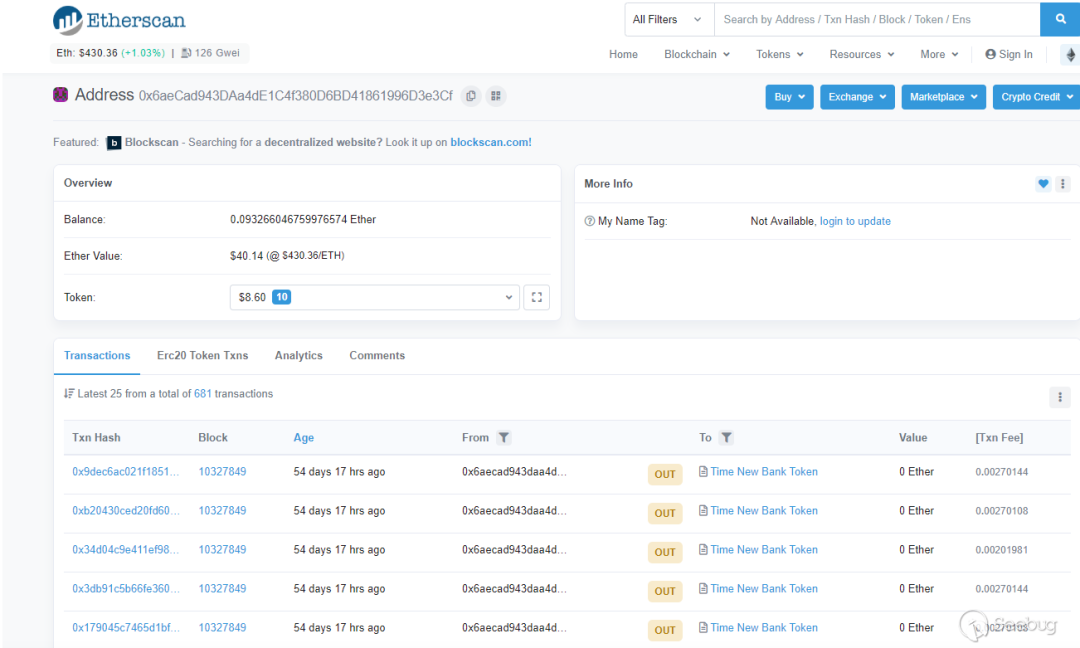 Etherscan
All Filters Search by Address / Txn Hash / Block / Token / Ens
Eth: $430.36 (+1.03%) | 126 Gwei
Home Blockchain Tokens Resources More Sign In
Address 0x6aeCad943DAa4dE1C4f380D6BD41861996D3e3Cf
Buy Exchange Marketplace Crypto Credit
Featured: b Blockscan - Searching for a decentralized website? Look it up on blockscan.com!
Overview
Balance: 0.093266046759976574 Ether
Ether Value: $40.14 (@ $430.36/ETH)
Token: $8.60 10
More Info
My Name Tag: Not Available, login to update
Transactions Erc20 Token Txns Analytics Comments
Latest 25 from a total of 681 transactions
Txn Hash Block Age From To Value [Txn Fee]
0x9dec6ac021f1851... 10327849 54 days 17 hrs ago 0x6aecad943daa4d... OUT Time New Bank Token 0 Ether 0.00270144
0xb20430ced20fd60... 10327849 54 days 17 hrs ago 0x6aecad943daa4d... OUT Time New Bank Token 0 Ether 0.00270108
0x34d04c9e411ef98... 10327849 54 days 17 hrs ago 0x6aecad943daa4d... OUT Time New Bank Token 0 Ether 0.00201981
0x3db91c5b66fe360... 10327849 54 days 17 hrs ago 0x6aecad943daa4d... OUT Time New Bank Token 0 Ether 0.00270144
0x179045c7465d1bf... 10327849 54 days 17 hrs ago 0x6aecad943daa4d... OUT Time New Bank Token 0 Ether 0.00270108
Seebug